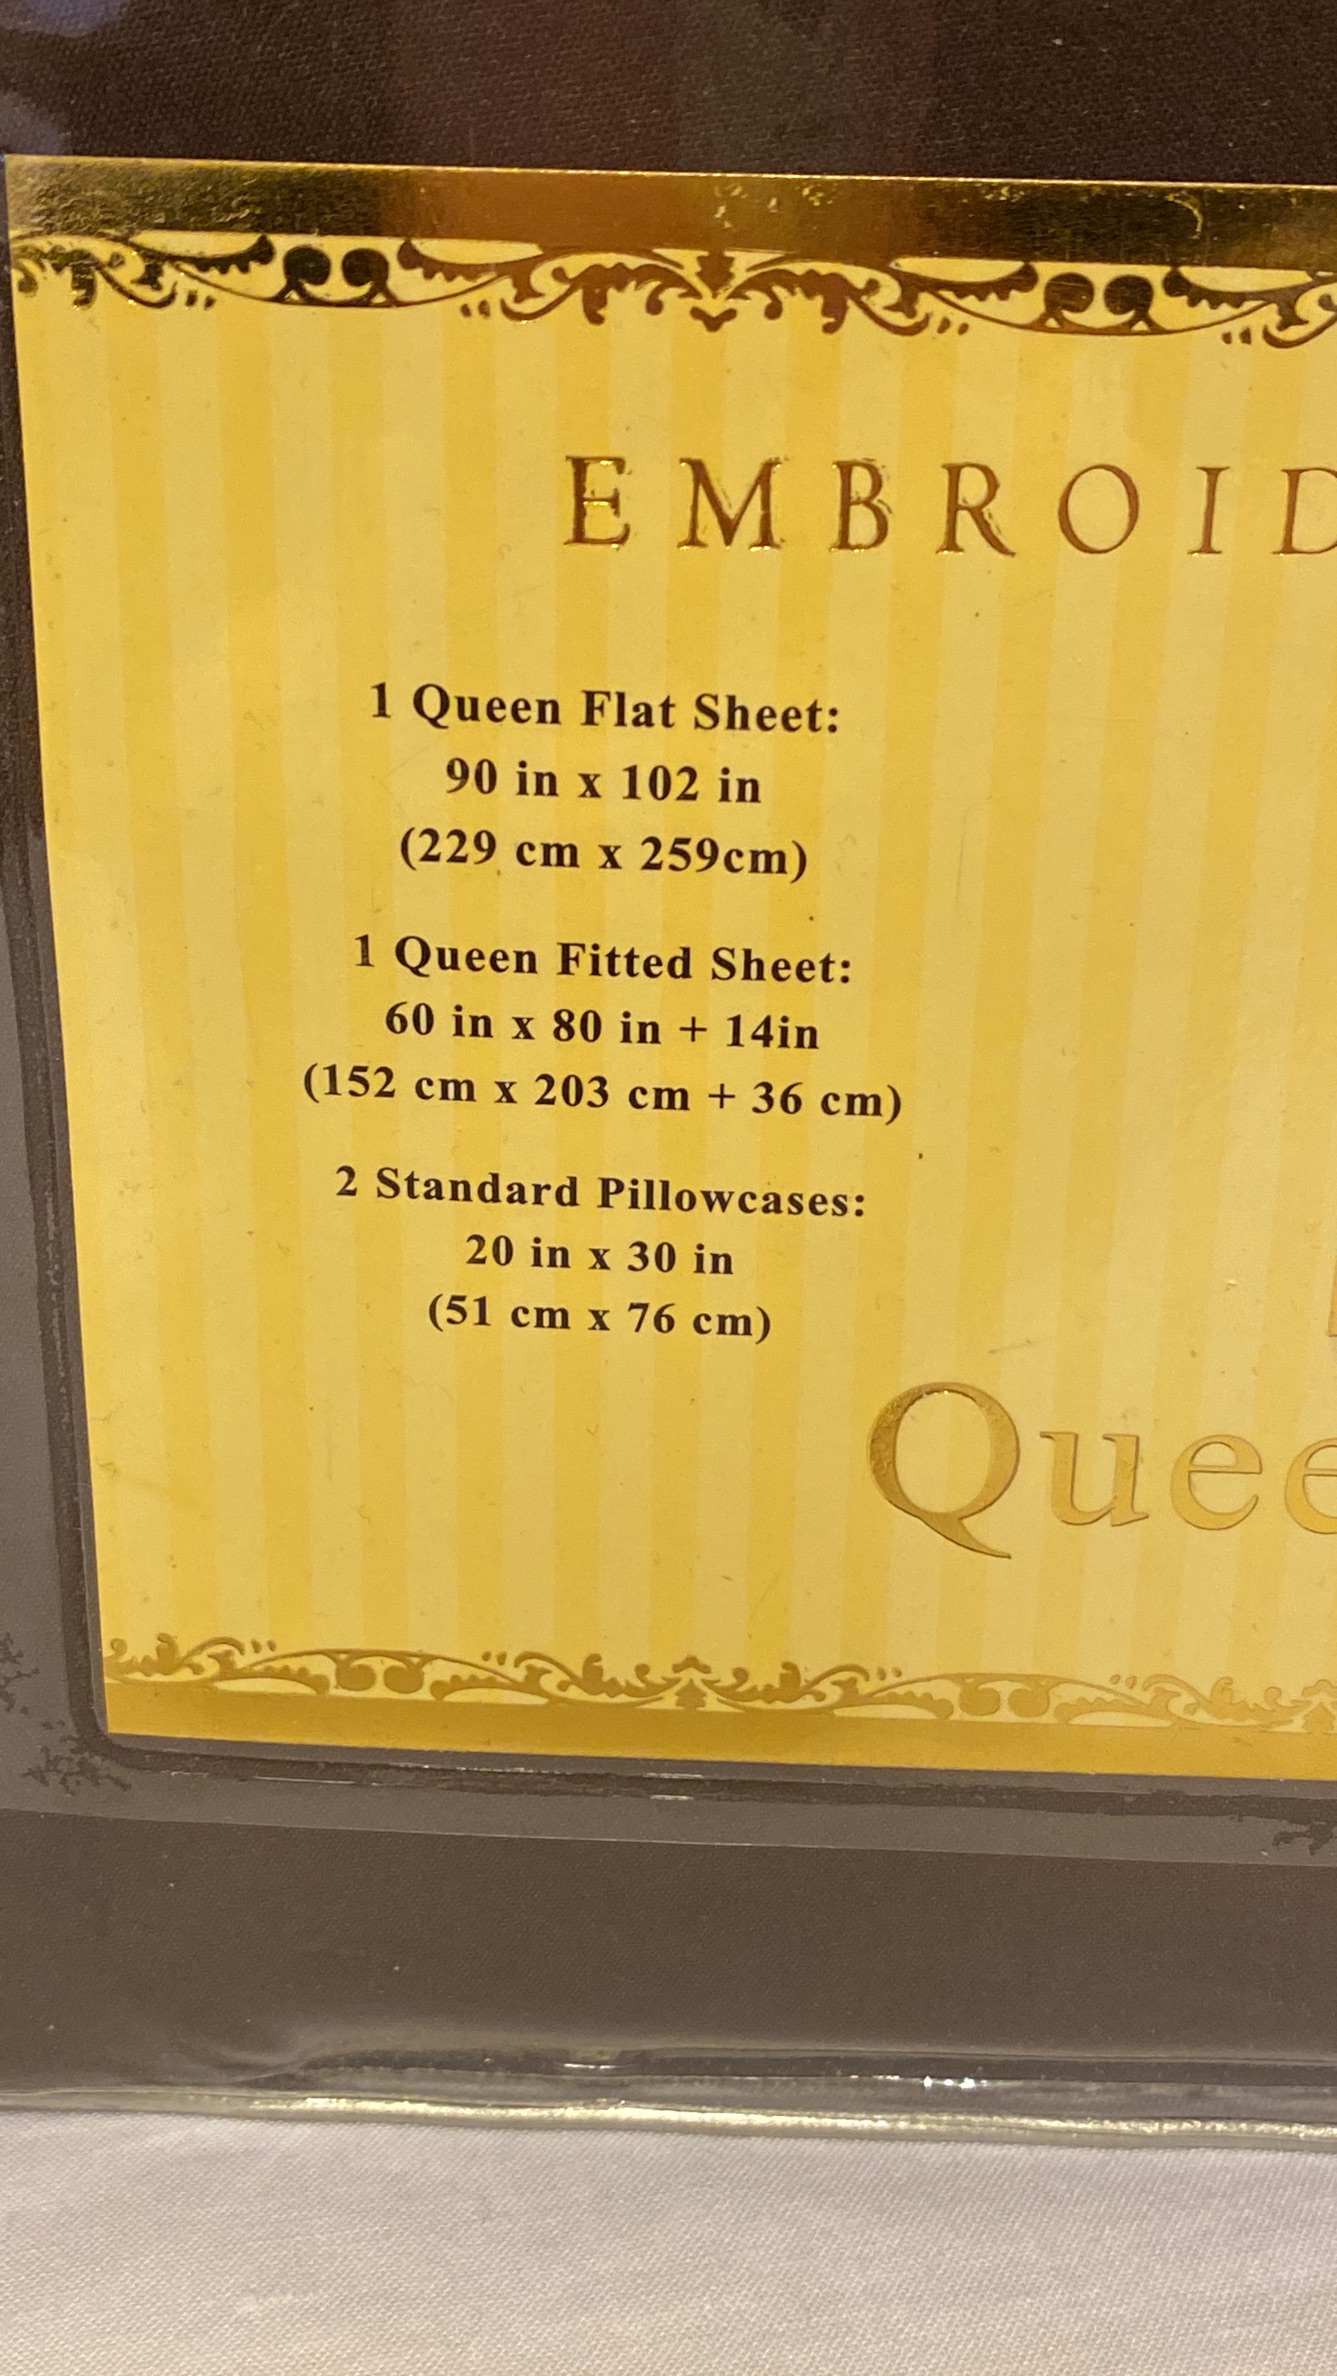 EMBROID
1 Queen Flat Sheet:
90 in x 102 in
(229 cm x 259cm)
1 Queen Fitted Sheet:
60 in x 80 in + 14in
(152 cm x 203 cm + 36 cm)
2 Standard Pillowcases:
20 in x 30 in
(51 cm x 76 cm)
Quee